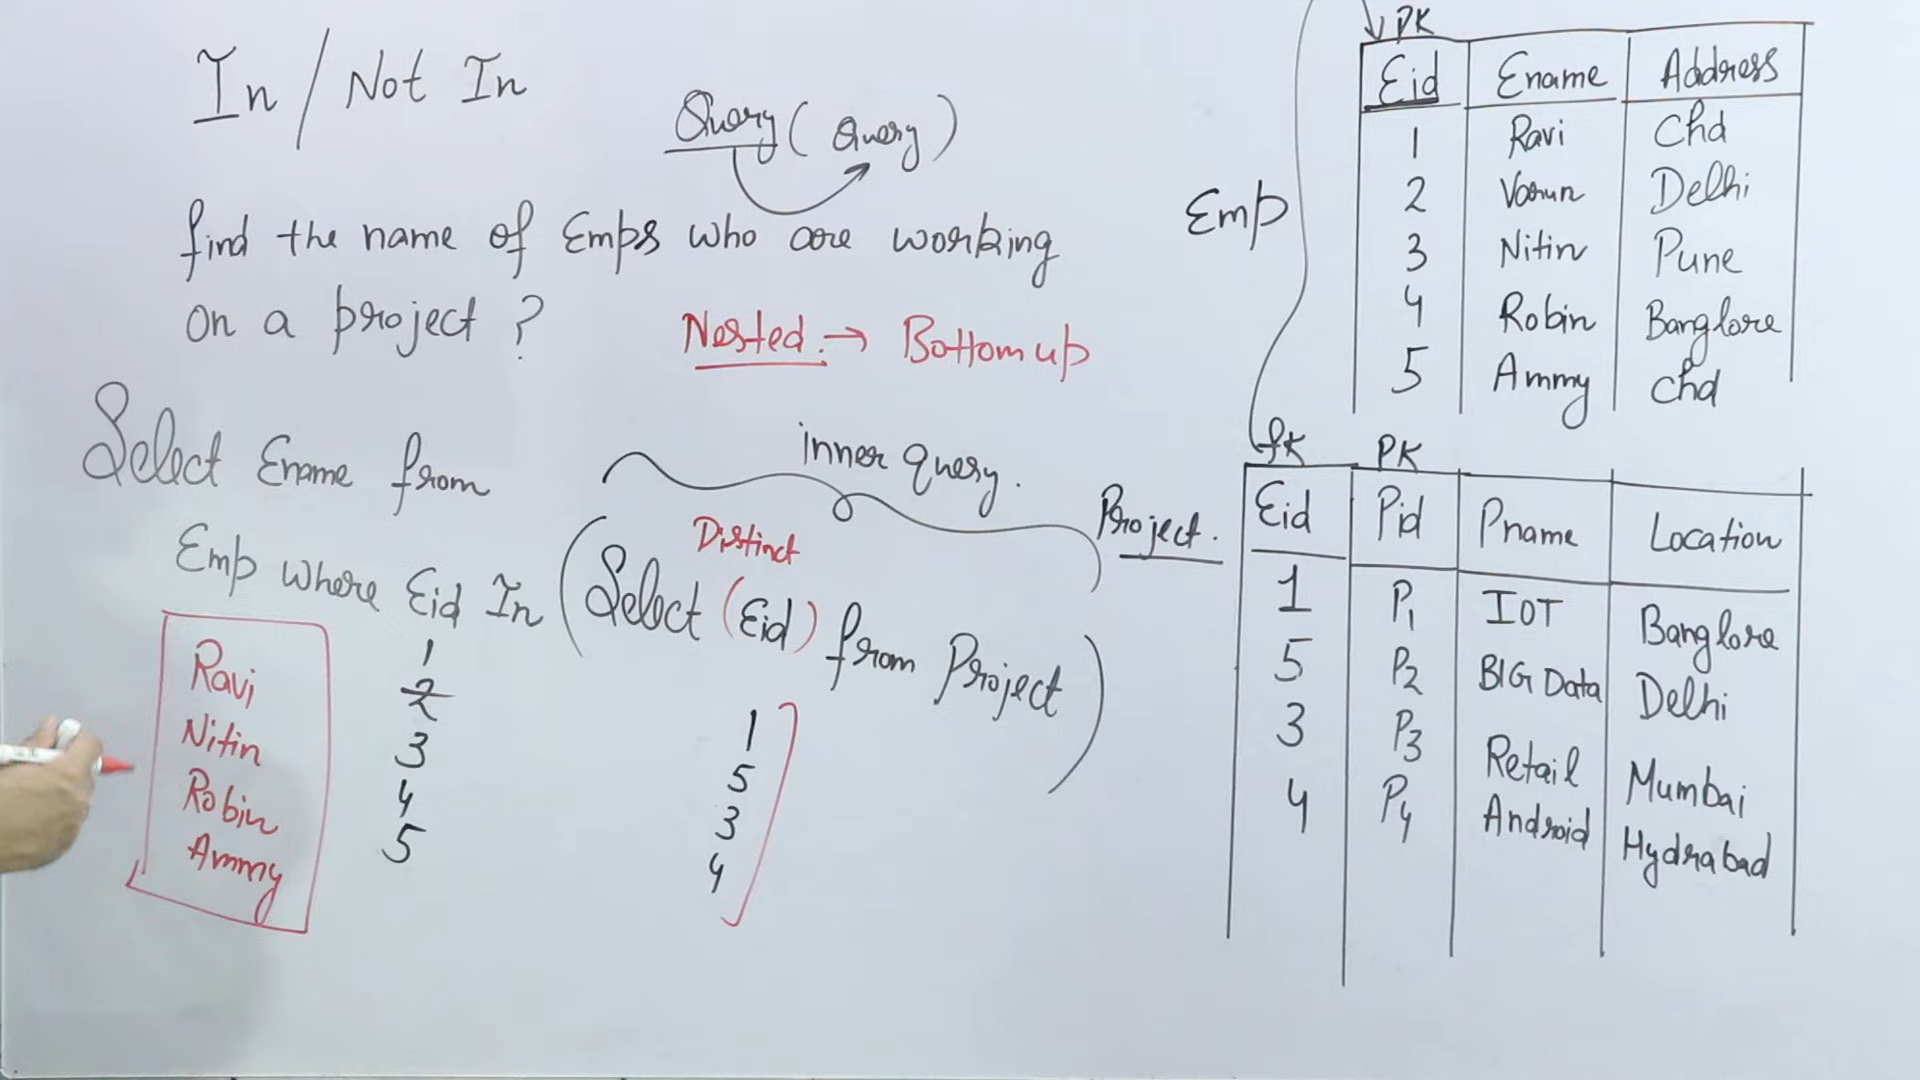 In / Not In
Query (Query)
find the name of Emps who are working
on a project ?
Nested. → Bottom up
Select Ename from
inner query.
Distinct
Emp where Eid In (Select (Eid) from Project)
Ravi
Nitin
Robin
Ammy
1
2
3
4
5
1
5
3
4
Emp
PK
Eid Ename Address
1 Ravi Chd
2 Varun Delhi
3 Nitin Pune
4 Robin Banglore
5 Ammy Chd
Project.
fK PK
Eid Pid Pname Location
1 P1 IOT Banglore
5 P2 BIG Data Delhi
3 P3 Retail Mumbai
4 P4 Android Hydrabad